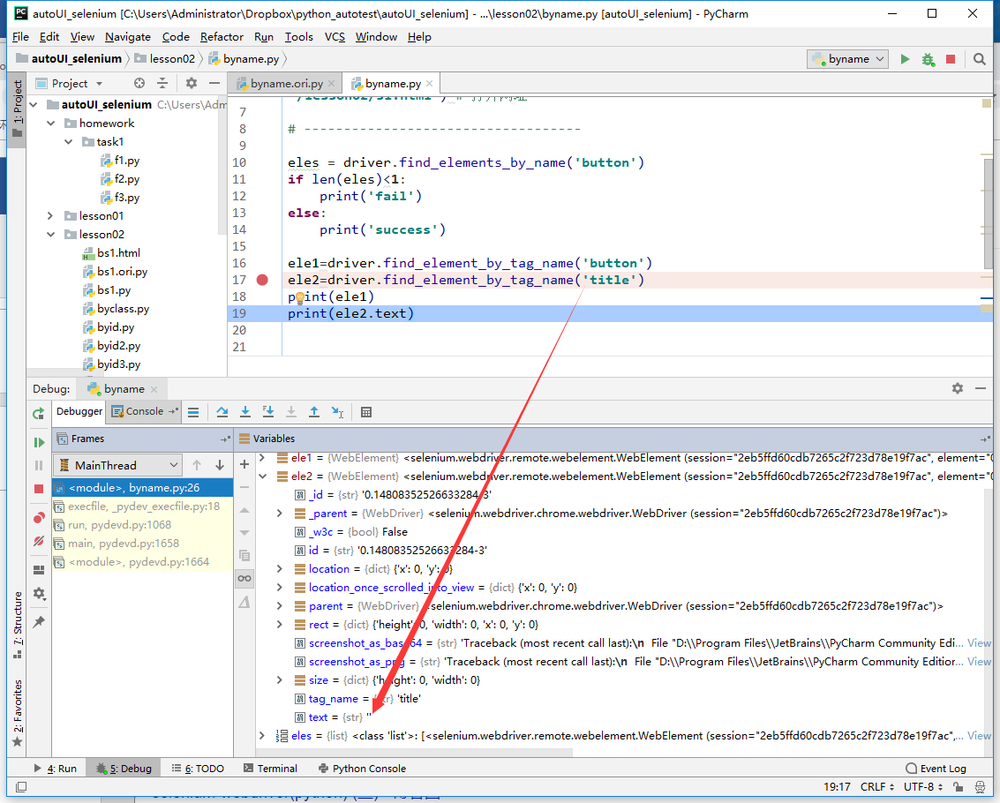 autoUI_selenium [C:\Users\Administrator\Dropbox\python_autotest\autoUI_selenium] - ...\lesson02\byname.py [autoUI_selenium] - PyCharm
File Edit View Navigate Code Refactor Run Tools VCS Window Help
autoUI_selenium lesson02 byname.py byname
1: Project
Project
byname.ori.py byname.py
autoUI_selenium C:\Users\Adm
homework
task1
f1.py
f2.py
f3.py
lesson01
lesson02
bs1.html
bs1.ori.py
bs1.py
byclass.py
byid.py
byid2.py
byid3.py
7
8 # -----------------------------------
9
10 eles = driver.find_elements_by_name('button')
11 if len(eles)<1:
12 print('fail')
13 else:
14 print('success')
15
16 ele1=driver.find_element_by_tag_name('button')
17 ele2=driver.find_element_by_tag_name('title')
18 print(ele1)
19 print(ele2.text)
20
21
Debug: byname
Debugger Console
Frames
MainThread
<module>, byname.py:26
execfile, _pydev_execfile.py:18
run, pydevd.py:1068
main, pydevd.py:1658
<module>, pydevd.py:1664
Variables
ele1 = {WebElement} <selenium.webdriver.remote.webelement.WebElement (session="2eb5ffd60cdb7265c2f723d78e19f7ac", element="0
ele2 = {WebElement} <selenium.webdriver.remote.webelement.WebElement (session="2eb5ffd60cdb7265c2f723d78e19f7ac", element="0
_id = {str} '0.14808352526633284-3'
_parent = {WebDriver} <selenium.webdriver.chrome.webdriver.WebDriver (session="2eb5ffd60cdb7265c2f723d78e19f7ac")>
_w3c = {bool} False
id = {str} '0.14808352526633284-3'
location = {dict} {'x': 0, 'y': 0}
location_once_scrolled_into_view = {dict} {'x': 0, 'y': 0}
parent = {WebDriver} <selenium.webdriver.chrome.webdriver.WebDriver (session="2eb5ffd60cdb7265c2f723d78e19f7ac")>
rect = {dict} {'height': 0, 'width': 0, 'x': 0, 'y': 0}
screenshot_as_base64 = {str} 'Traceback (most recent call last):\n File "D:\\Program Files\\JetBrains\\PyCharm Community Edi... View
screenshot_as_png = {str} 'Traceback (most recent call last):\n File "D:\\Program Files\\JetBrains\\PyCharm Community Edition... View
size = {dict} {'height': 0, 'width': 0}
tag_name = {str} 'title'
text = {str} ''
eles = {list} <class 'list'>: [<selenium.webdriver.remote.webelement.WebElement (session="2eb5ffd60cdb7265c2f723d78e19f7ac",... View
7: Structure
2: Favorites
4: Run 5: Debug 6: TODO Terminal Python Console Event Log
19:17 CRLF UTF-8